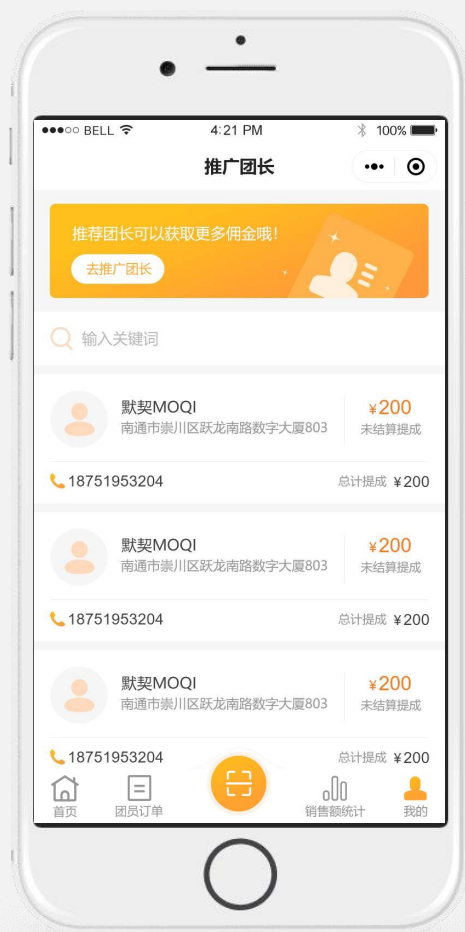 BELL 4:21 PM 100%
推广团长
推荐团长可以获取更多佣金哦!
去推广团长
输入关键词
默契MOQI ¥200
南通市崇川区跃龙南路数字大厦803 未结算提成
18751953204 总计提成 ¥200
默契MOQI ¥200
南通市崇川区跃龙南路数字大厦803 未结算提成
18751953204 总计提成 ¥200
默契MOQI ¥200
南通市崇川区跃龙南路数字大厦803 未结算提成
18751953204 总计提成 ¥200
首页 团员订单 销售额统计 我的